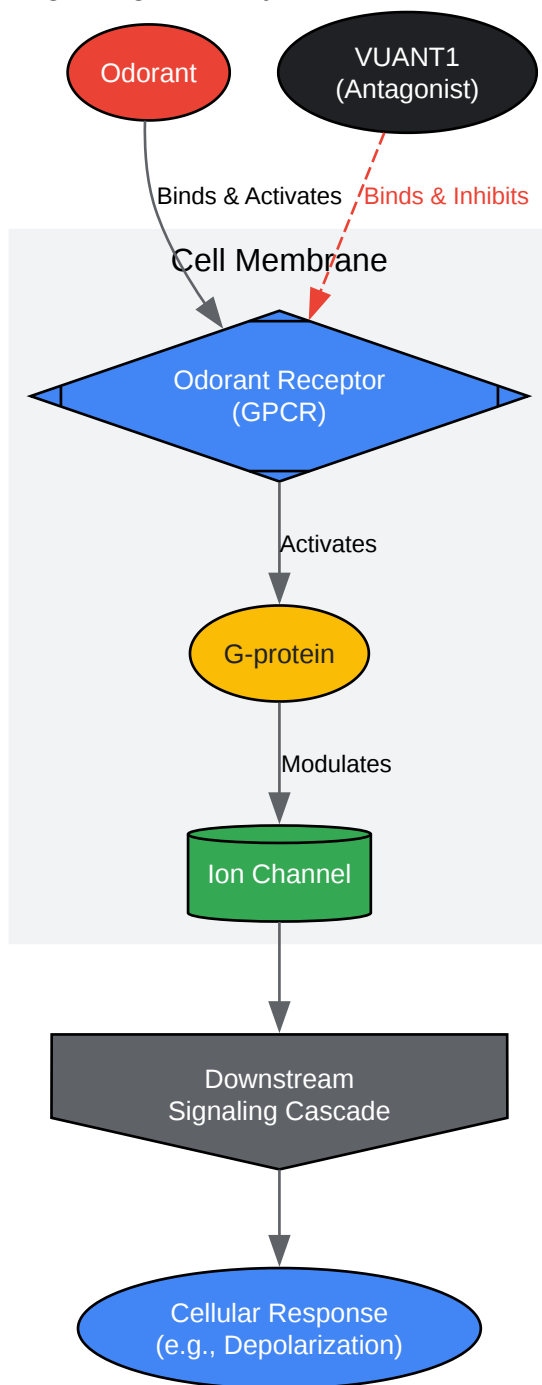 Odorant
VUANT1
(Antagonist)
Binds & Activates
Binds & Inhibits
Cell Membrane
Odorant Receptor
(GPCR)
Activates
G-protein
Modulates
Ion Channel
Downstream
Signaling Cascade
Cellular Response
(e.g., Depolarization)